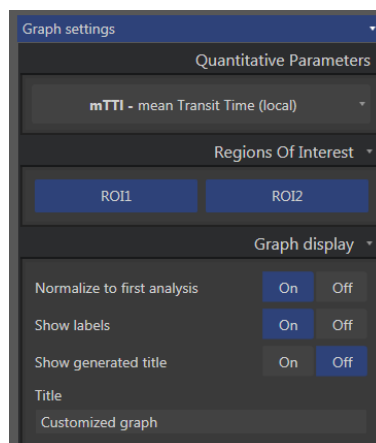 Graph settings
Quantitative Parameters
mTTI - mean Transit Time (local)
Regions Of Interest
ROI1 ROI2
Graph display
Normalize to first analysis On Off
Show labels On Off
Show generated title On Off
Title
Customized graph